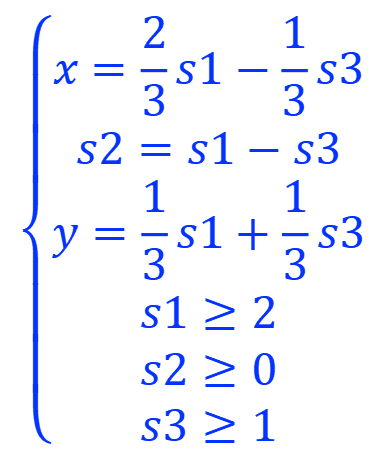 x = 2/3 s1 − 1/3 s3
s2 = s1 − s3
y = 1/3 s1 + 1/3 s3
s1 ≥ 2
s2 ≥ 0
s3 ≥ 1